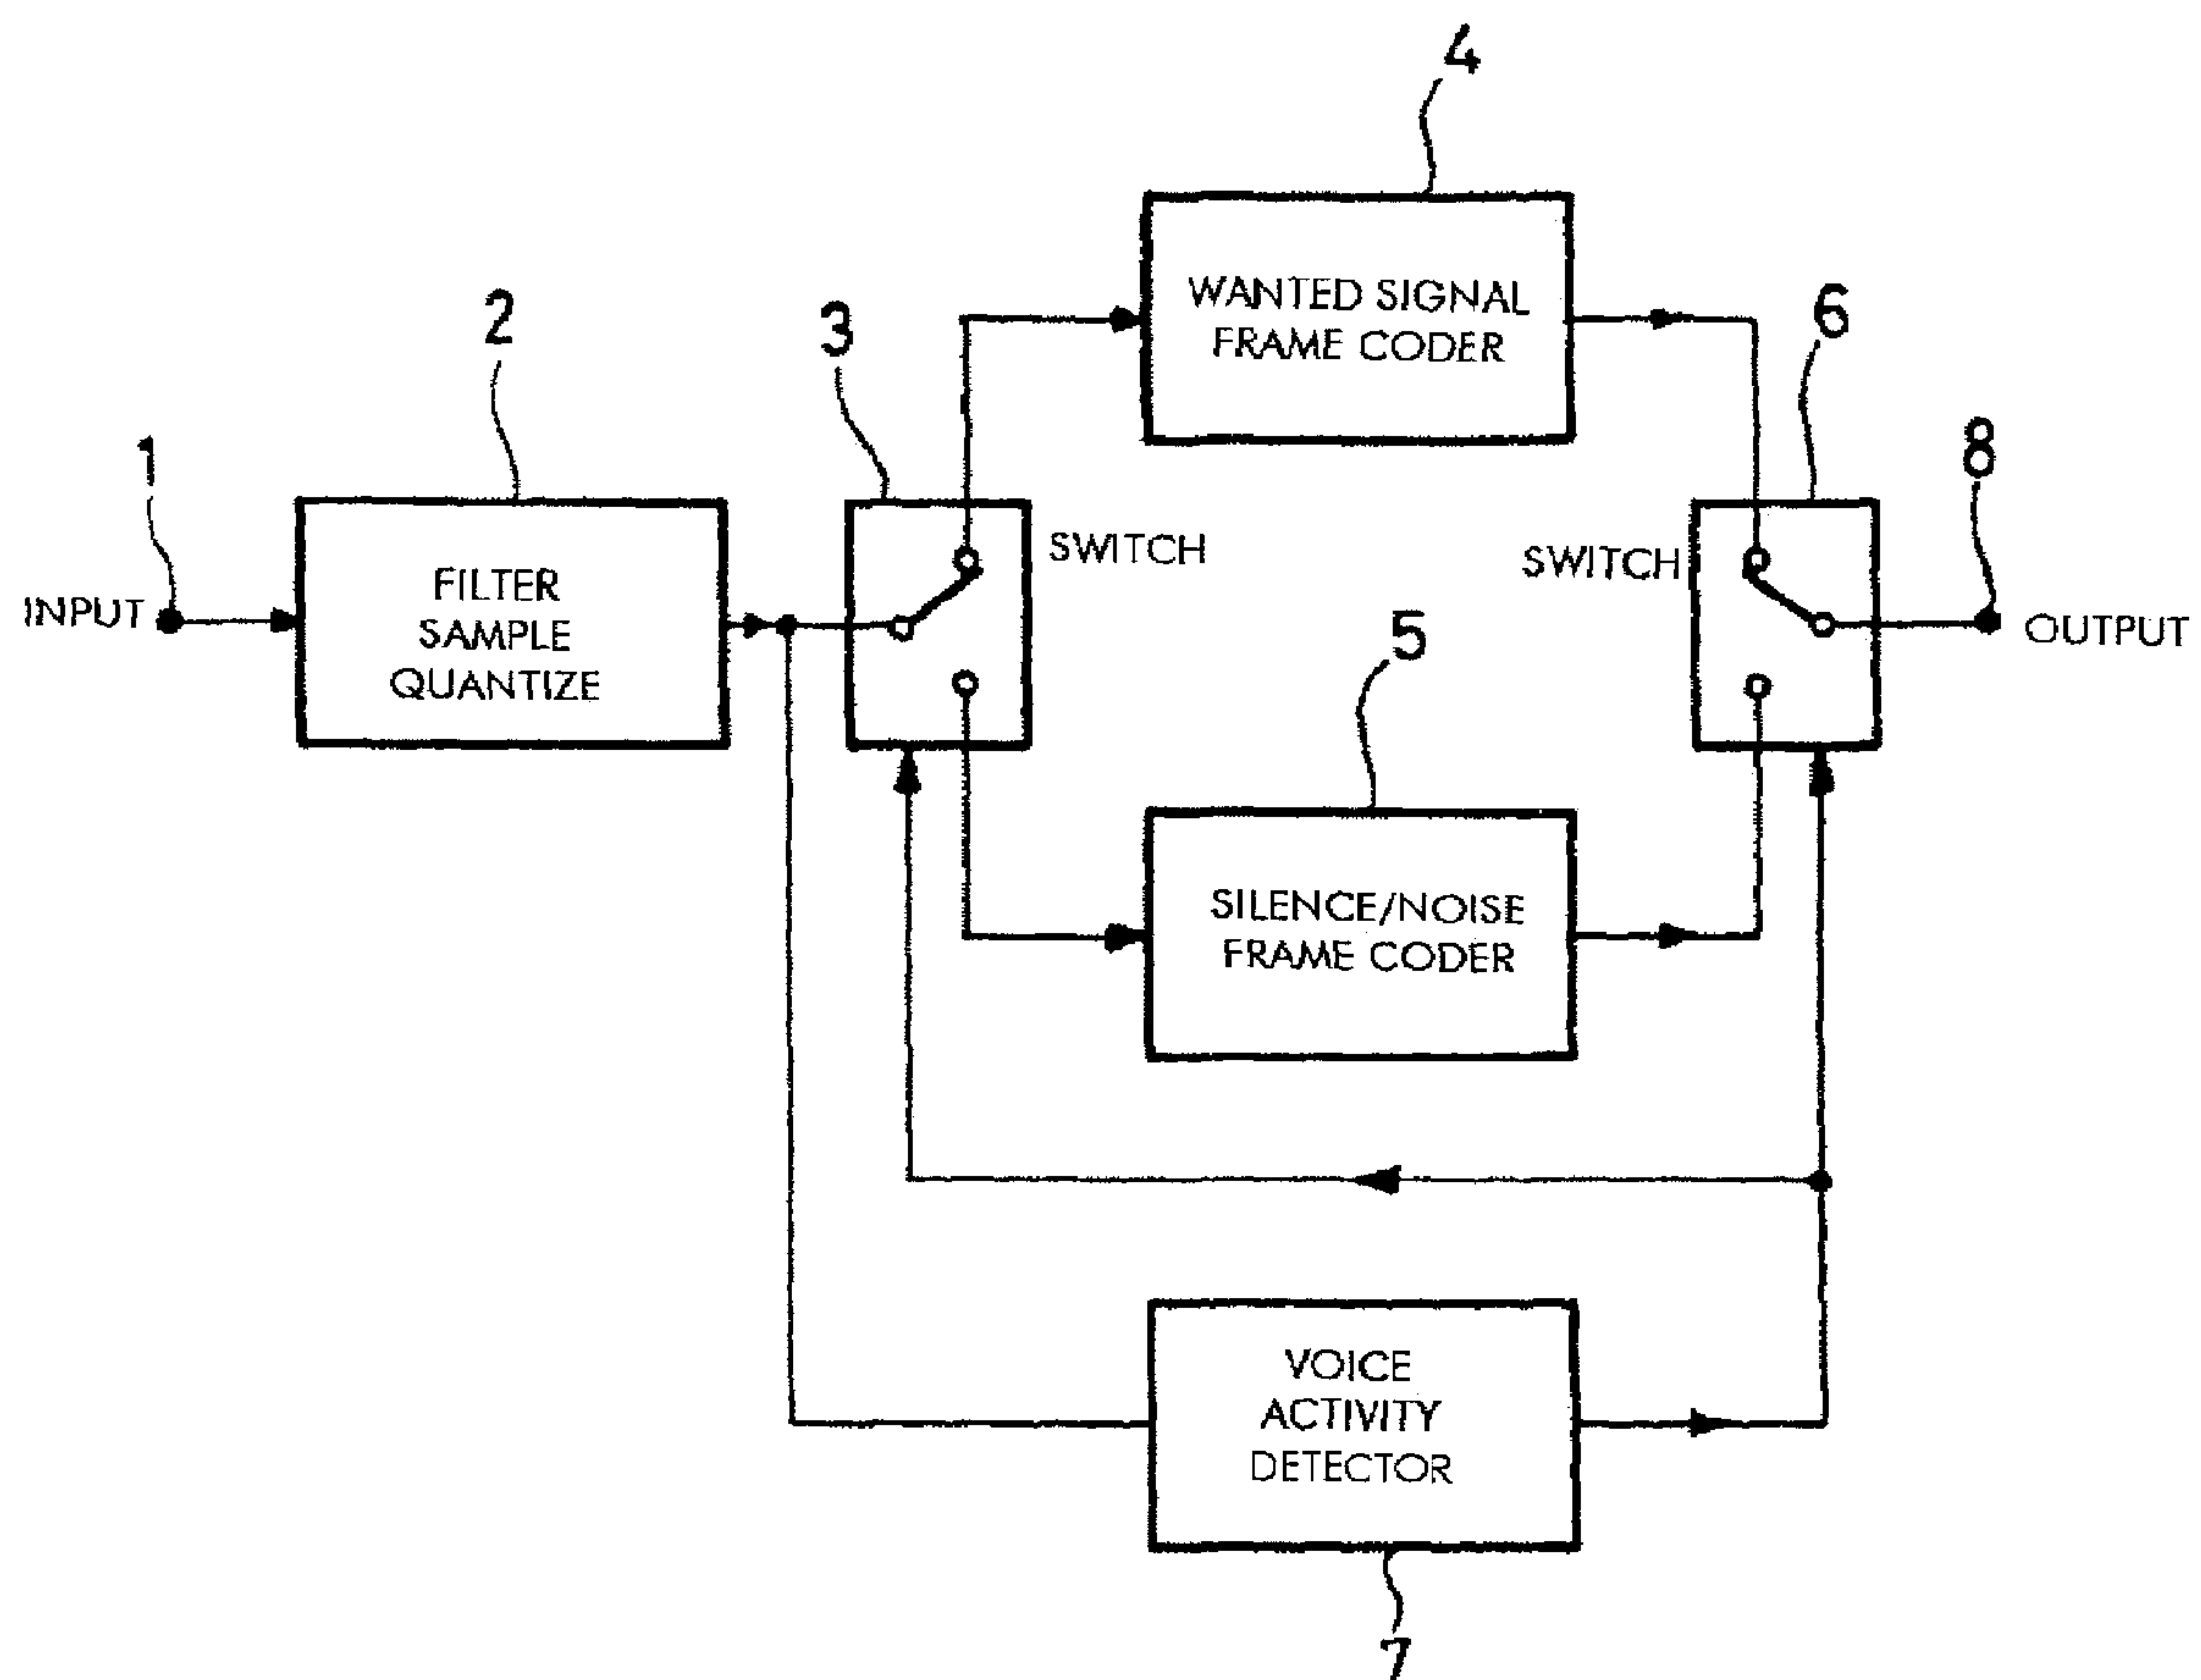 4
WANTED SIGNAL
FRAME CODER
2
3
6
1
8
FILTER
SAMPLE
QUANTIZE
SWITCH
SWITCH
INPUT
OUTPUT
5
SILENCE/NOISE
FRAME CODER
VOICE
ACTIVITY
DETECTOR
7